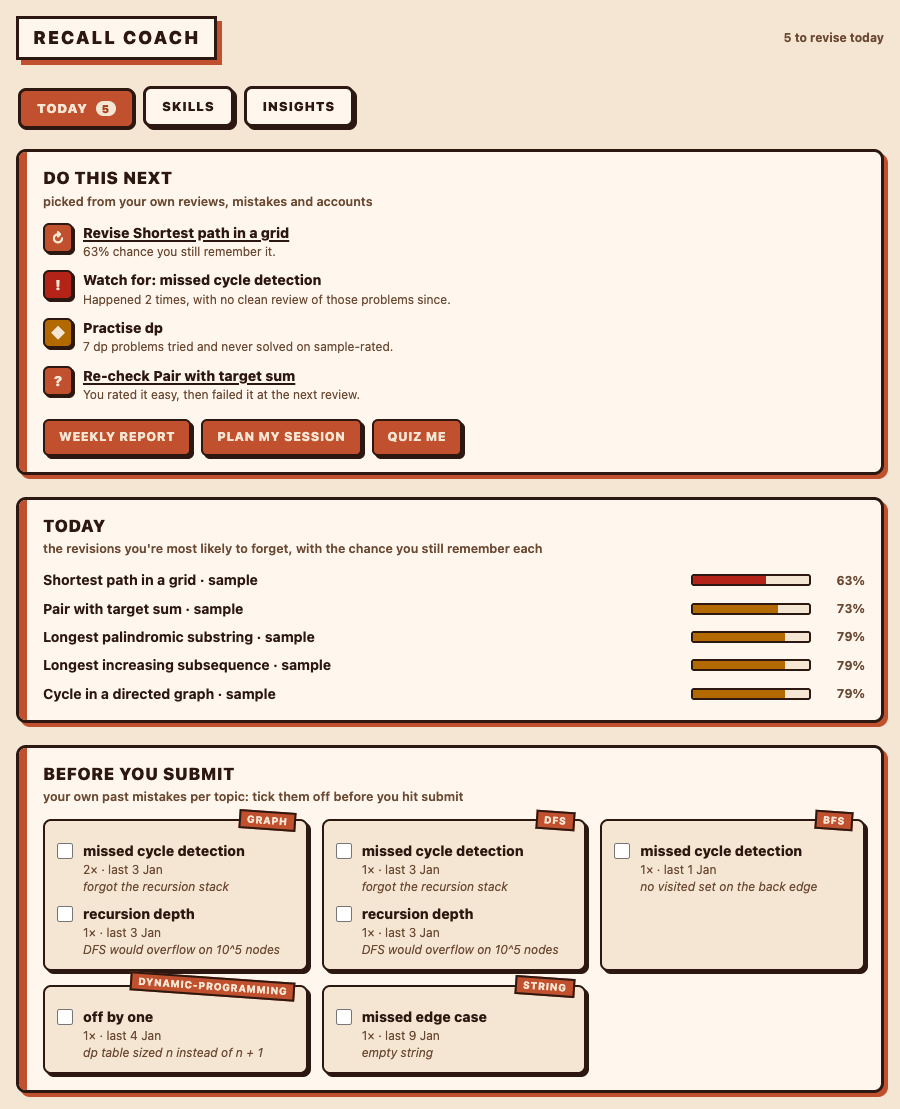 RECALL COACH
5 to revise today
TODAY 5
SKILLS
INSIGHTS
DO THIS NEXT
picked from your own reviews, mistakes and accounts
↻ Revise Shortest path in a grid
63% chance you still remember it.
! Watch for: missed cycle detection
Happened 2 times, with no clean review of those problems since.
◆ Practise dp
7 dp problems tried and never solved on sample-rated.
? Re-check Pair with target sum
You rated it easy, then failed it at the next review.
WEEKLY REPORT
PLAN MY SESSION
QUIZ ME
TODAY
the revisions you're most likely to forget, with the chance you still remember each
Shortest path in a grid · sample 63%
Pair with target sum · sample 73%
Longest palindromic substring · sample 79%
Longest increasing subsequence · sample 79%
Cycle in a directed graph · sample 79%
BEFORE YOU SUBMIT
your own past mistakes per topic: tick them off before you hit submit
GRAPH
missed cycle detection
2× · last 3 Jan
forgot the recursion stack
recursion depth
1× · last 3 Jan
DFS would overflow on 10^5 nodes
DFS
missed cycle detection
1× · last 3 Jan
forgot the recursion stack
recursion depth
1× · last 3 Jan
DFS would overflow on 10^5 nodes
BFS
missed cycle detection
1× · last 1 Jan
no visited set on the back edge
DYNAMIC-PROGRAMMING
off by one
1× · last 4 Jan
dp table sized n instead of n + 1
STRING
missed edge case
1× · last 9 Jan
empty string